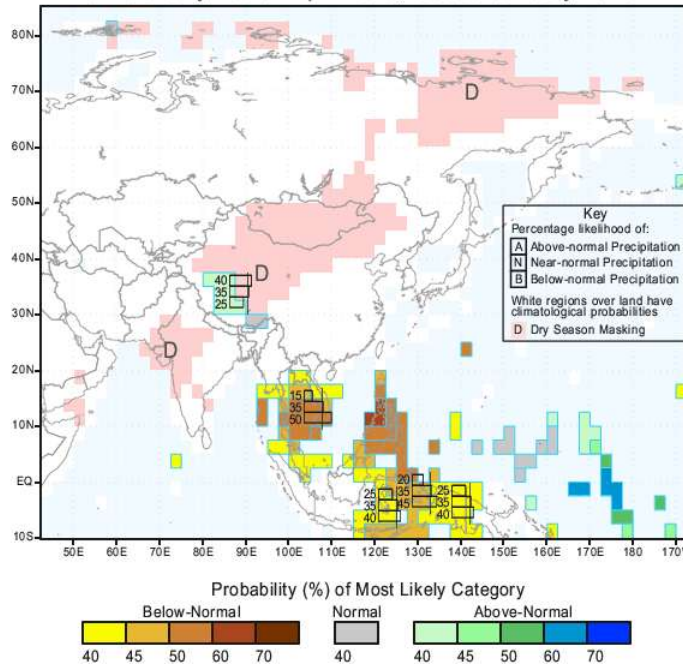 80N
70N
60N
50N
40N
30N
20N
10N
EQ
10S
50E
60E
70E
80E
90E
100E
110E
120E
130E
140E
150E
160E
170E
180
170W
D
D
D
40
35
25
15
35
50
20
35
45
25
35
40
25
35
40
Key
Percentage likelihood of:
A Above-normal Precipitation
N Near-normal Precipitation
B Below-normal Precipitation
White regions over land have
climatological probabilities
D Dry Season Masking
Probability (%) of Most Likely Category
Below-Normal Normal Above-Normal
40 45 50 60 70 40 40 45 50 60 70